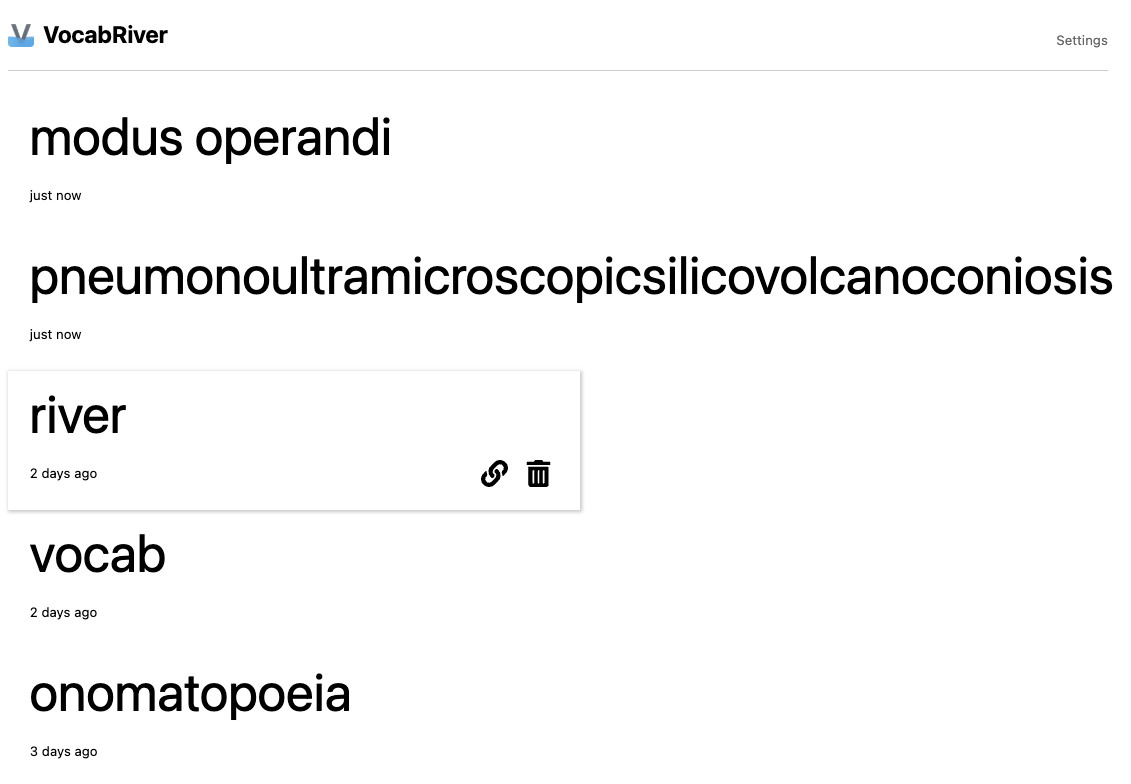 VocabRiver
Settings
modus operandi
just now
pneumonoultramicroscopicsilicovolcanoconiosis
just now
river
2 days ago
vocab
2 days ago
onomatopoeia
3 days ago